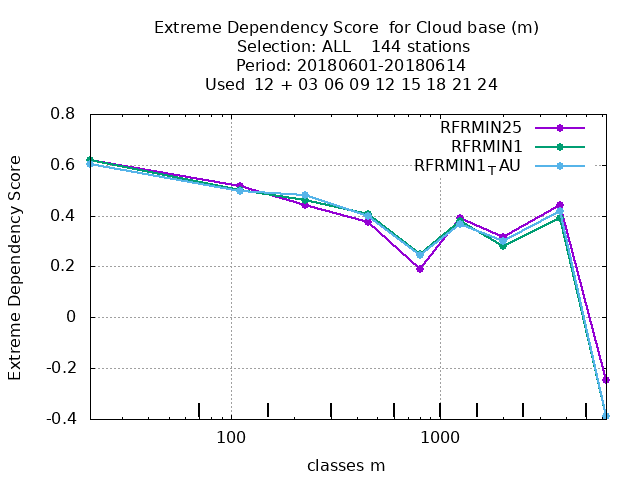 Extreme Dependency Score  for Cloud base (m)
Selection: ALL    144 stations
Period: 20180601-20180614
Used  12 + 03 06 09 12 15 18 21 24
RFRMIN25
RFRMIN1
RFRMIN1TAU
Extreme Dependency Score
0.8
0.6
0.4
0.2
0
-0.2
-0.4
100 1000
classes m